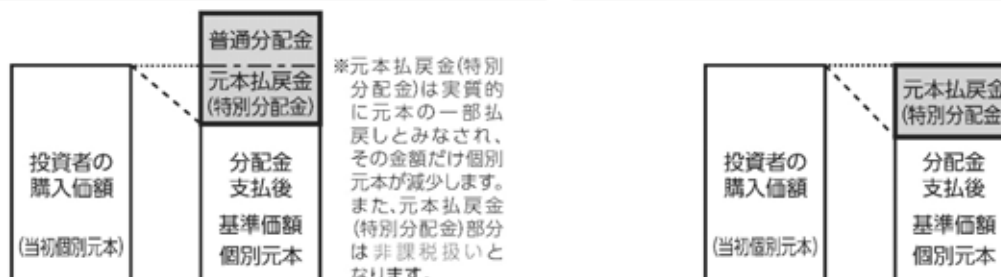 普通分配金
元本払戻金
(特別分配金)
投資者の
購入価額
(当初個別元本)
分配金
支払後
基準価額
個別元本
※元本払戻金(特別
分配金)は実質的
に元本の一部払
戻しとみなされ、
その金額だけ個別
元本が減少します。
また、元本払戻金
(特別分配金)部分
は非課税扱いと
なります。
投資者の
購入価額
(当初個別元本)
元本払戻金
(特別分配金
分配金
支払後
基準価額
個別元本